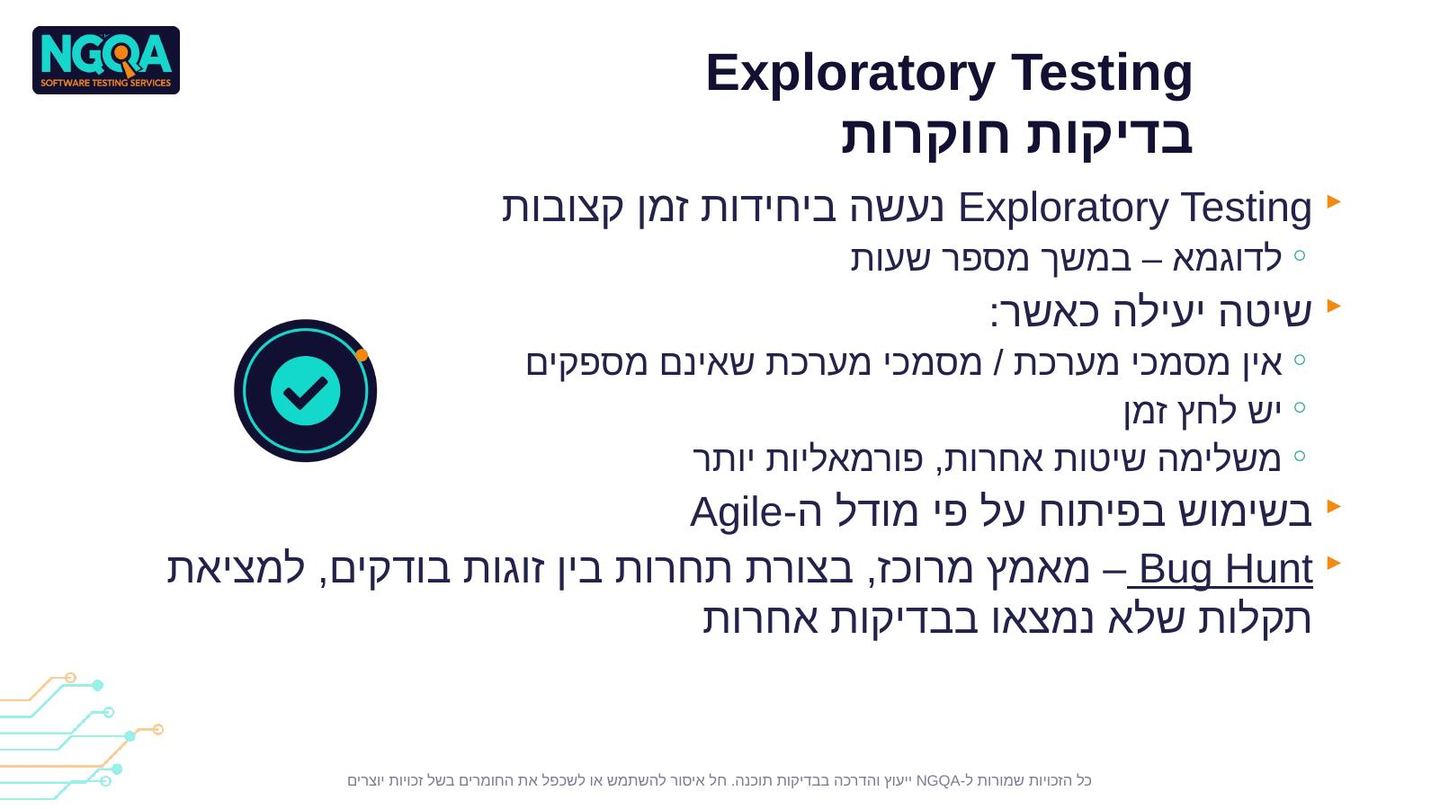 NGQA
SOFTWARE TESTING SERVICES
Exploratory Testing
בדיקות חוקרות
Exploratory Testing נעשה ביחידות זמן קצובות
לדוגמא – במשך מספר שעות
שיטה יעילה כאשר:
אין מסמכי מערכת / מסמכי מערכת שאינם מספקים
יש לחץ זמן
משלימה שיטות אחרות, פורמאליות יותר
בשימוש בפיתוח על פי מודל ה-Agile
Bug Hunt – מאמץ מרוכז, בצורת תחרות בין זוגות בודקים, למציאת
תקלות שלא נמצאו בבדיקות אחרות
כל הזכויות שמורות ל-NGQA ייעוץ והדרכה בבדיקות תוכנה. חל איסור להשתמש או לשכפל את החומרים בשל זכויות יוצרים